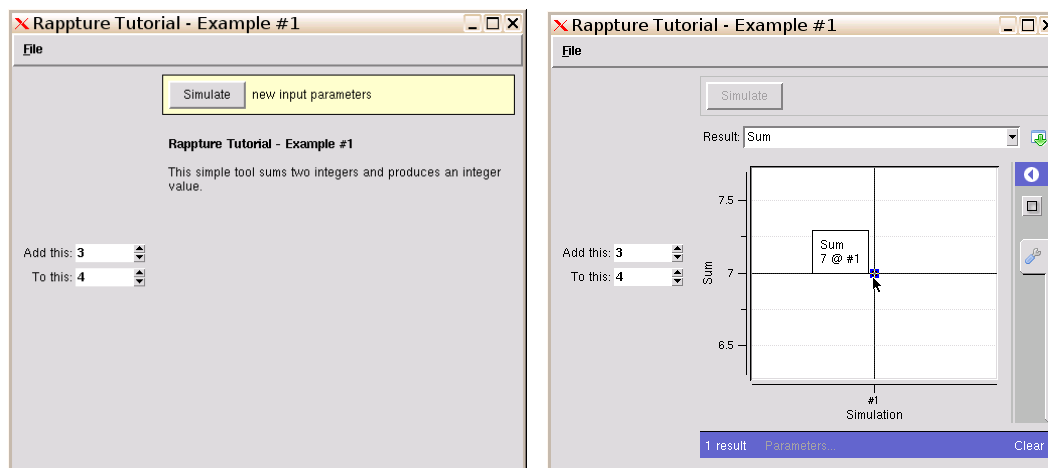 Rappture Tutorial - Example #1
File
Simulate new input parameters
Rappture Tutorial - Example #1
This simple tool sums two integers and produces an integer
value.
Add this: 3
To this: 4
Rappture Tutorial - Example #1
File
Simulate
Result: Sum
7.5
Sum
7 @ #1
Add this: 3
To this: 4
Sum
7
6.5
#1
Simulation
1 result Parameters... Clear